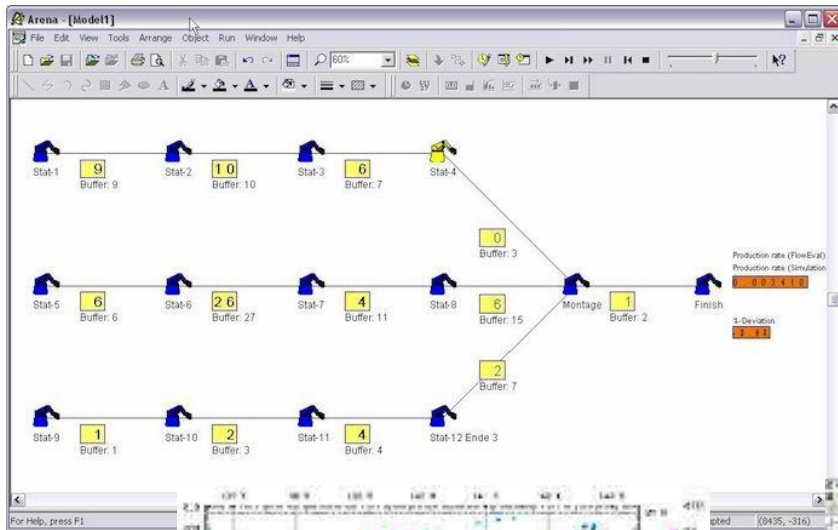 Arena - [Model1]
File Edit View Tools Arrange Object Run Window Help
60%
9
10
6
Stat-1
Stat-2
Stat-3
Stat-4
Buffer: 9
Buffer: 10
Buffer: 7
0
Buffer: 3
Production rate (FlowEval)
Production rate (Simulation
6
26
4
6
1
Stat-5
Stat-6
Stat-7
Stat-8
Montage
Finish
Buffer: 6
Buffer: 27
Buffer: 11
Buffer: 15
Buffer: 2
%-Deviation
2
Buffer: 7
1
2
4
Stat-9
Stat-10
Stat-11
Stat-12 Ende 3
Buffer: 1
Buffer: 3
Buffer: 4
For Help, press F1
(8435, -316)